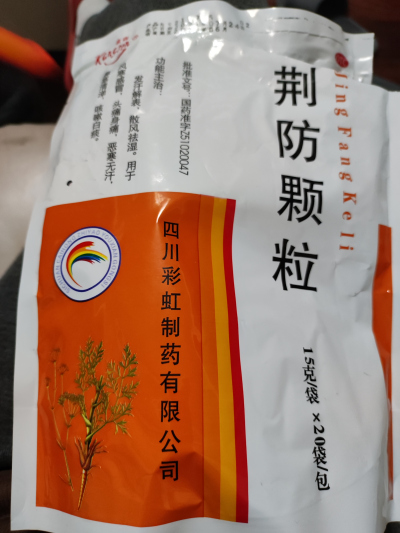 荆防颗粒
Jing Fang Keli
15克/袋×20袋/包
批准文号:国药准字Z51020047
功能主治:
发汗解表,散风祛湿。用于
风寒感冒,头痛身痛,恶寒无汗,
鼻塞清涕,咳嗽白痰。
四川彩虹制药有限公司